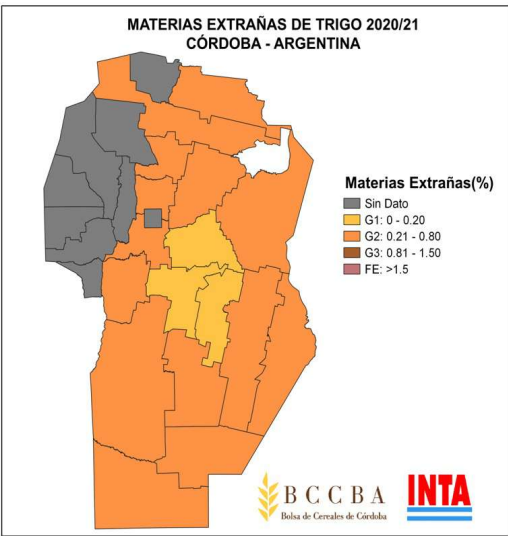 MATERIAS EXTRAÑAS DE TRIGO 2020/21
CÓRDOBA - ARGENTINA
Materias Extrañas(%)
Sin Dato
G1: 0 - 0.20
G2: 0.21 - 0.80
G3: 0.81 - 1.50
FE: >1.5
BCCBA
Bolsa de Cereales de Córdoba
INTA